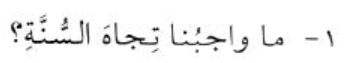 ١- ما واجبُنا تِجاهَ السُّنَّةِ؟